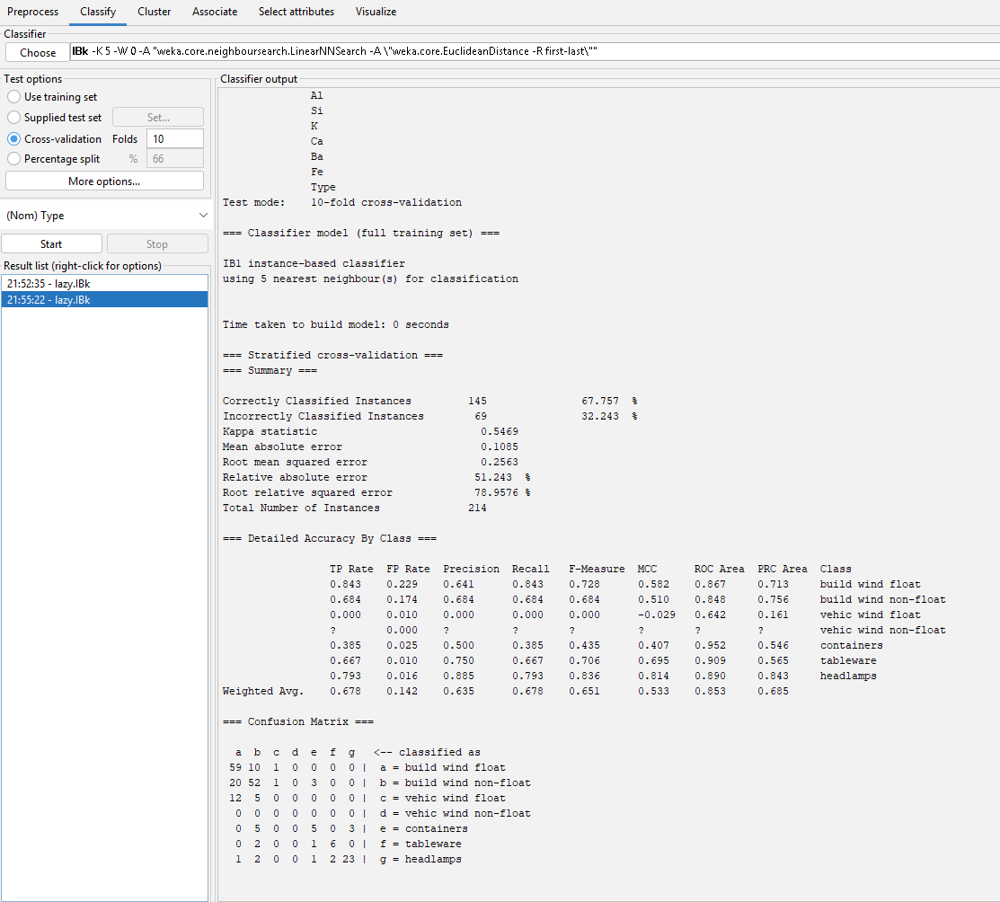 Preprocess Classify Cluster Associate Select attributes Visualize
Classifier
Choose IBk -K 5 -W 0 -A "weka.core.neighboursearch.LinearNNSearch -A \"weka.core.EuclideanDistance -R first-last\""
Test options
Use training set
Supplied test set Set...
Cross-validation Folds 10
Percentage split % 66
More options...
(Nom) Type
Start Stop
Result list (right-click for options)
21:52:35 - lazy.IBk
21:55:22 - lazy.IBk
Classifier output
Al
Si
K
Ca
Ba
Fe
Type
Test mode: 10-fold cross-validation
=== Classifier model (full training set) ===
IB1 instance-based classifier
using 5 nearest neighbour(s) for classification
Time taken to build model: 0 seconds
=== Stratified cross-validation ===
=== Summary ===
Correctly Classified Instances 145 67.757 %
Incorrectly Classified Instances 69 32.243 %
Kappa statistic 0.5469
Mean absolute error 0.1085
Root mean squared error 0.2563
Relative absolute error 51.243 %
Root relative squared error 78.9576 %
Total Number of Instances 214
=== Detailed Accuracy By Class ===
TP Rate FP Rate Precision Recall F-Measure MCC ROC Area PRC Area Class
0.843 0.229 0.641 0.843 0.728 0.582 0.867 0.713 build wind float
0.684 0.174 0.684 0.684 0.684 0.510 0.848 0.756 build wind non-float
0.000 0.010 0.000 0.000 0.000 -0.029 0.642 0.161 vehic wind float
? 0.000 ? ? ? ? ? ? vehic wind non-float
0.385 0.025 0.500 0.385 0.435 0.407 0.952 0.546 containers
0.667 0.010 0.750 0.667 0.706 0.695 0.909 0.565 tableware
0.793 0.016 0.885 0.793 0.836 0.814 0.890 0.843 headlamps
Weighted Avg. 0.678 0.142 0.635 0.678 0.651 0.533 0.853 0.685
=== Confusion Matrix ===
a b c d e f g <-- classified as
59 10 1 0 0 0 0 | a = build wind float
20 52 1 0 3 0 0 | b = build wind non-float
12 5 0 0 0 0 0 | c = vehic wind float
0 0 0 0 0 0 0 | d = vehic wind non-float
0 5 0 0 5 0 3 | e = containers
0 2 0 0 1 6 0 | f = tableware
1 2 0 0 1 2 23 | g = headlamps